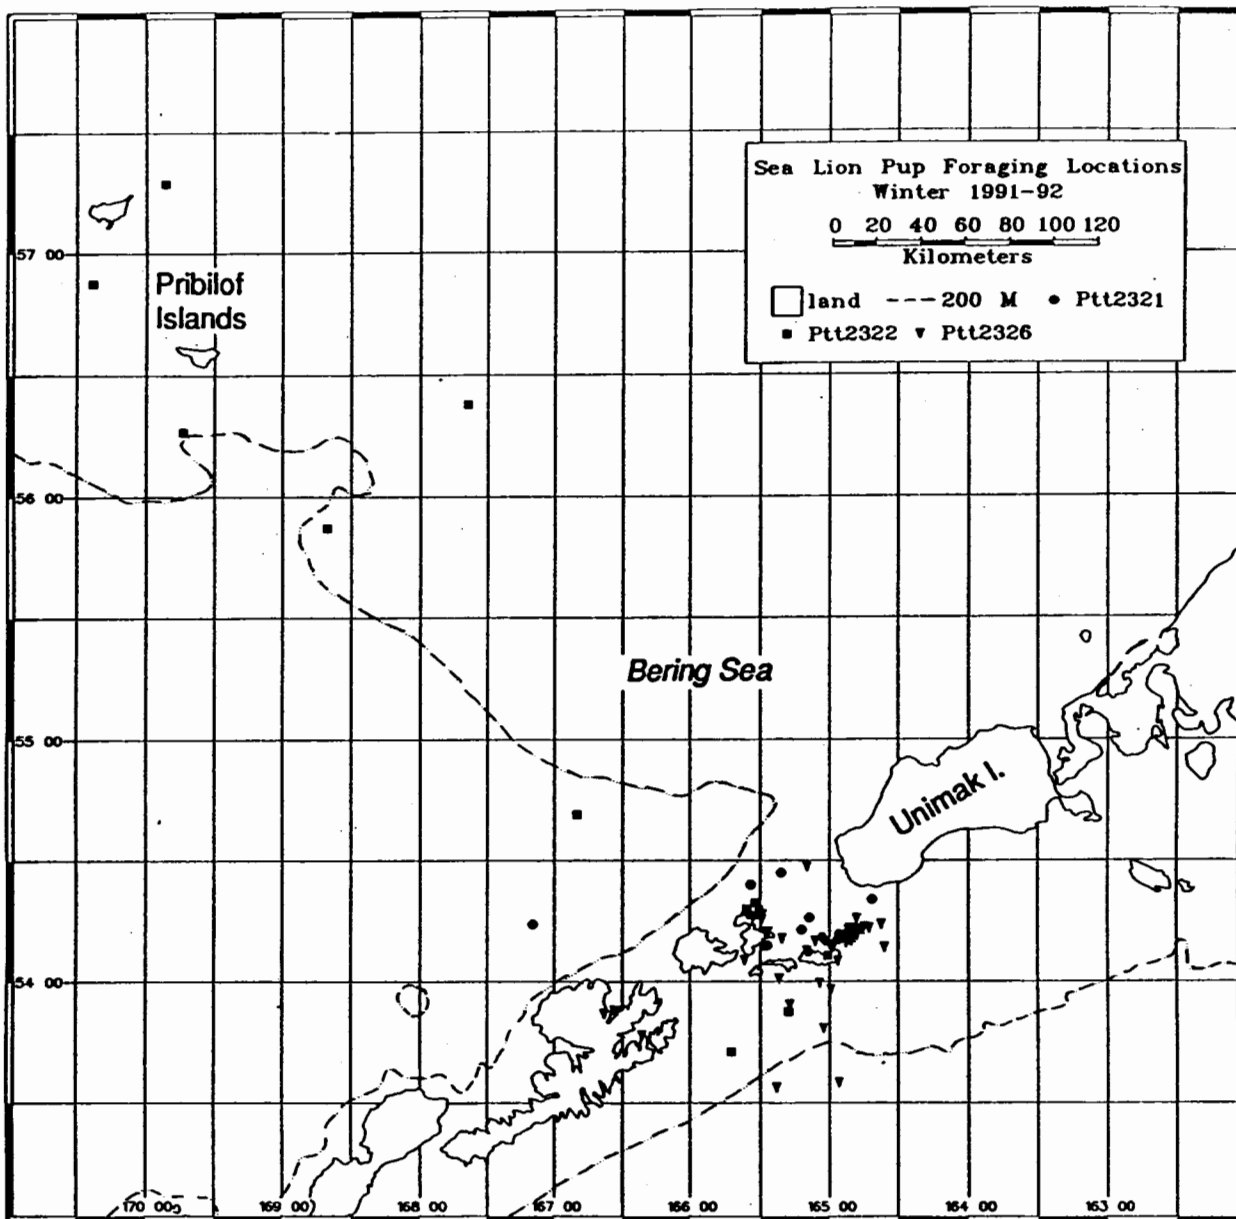 Sea Lion Pup Foraging Locations
Winter 1991-92
0 20 40 60 80 100 120
Kilometers
land --- 200 M ● Ptt2321
■ Ptt2322 ▼ Ptt2326
57 00
Pribilof
Islands
56 00
Bering Sea
55 00
Unimak I.
54 00
170 00 169 00 168 00 167 00 166 00 165 00 164 00 163 00